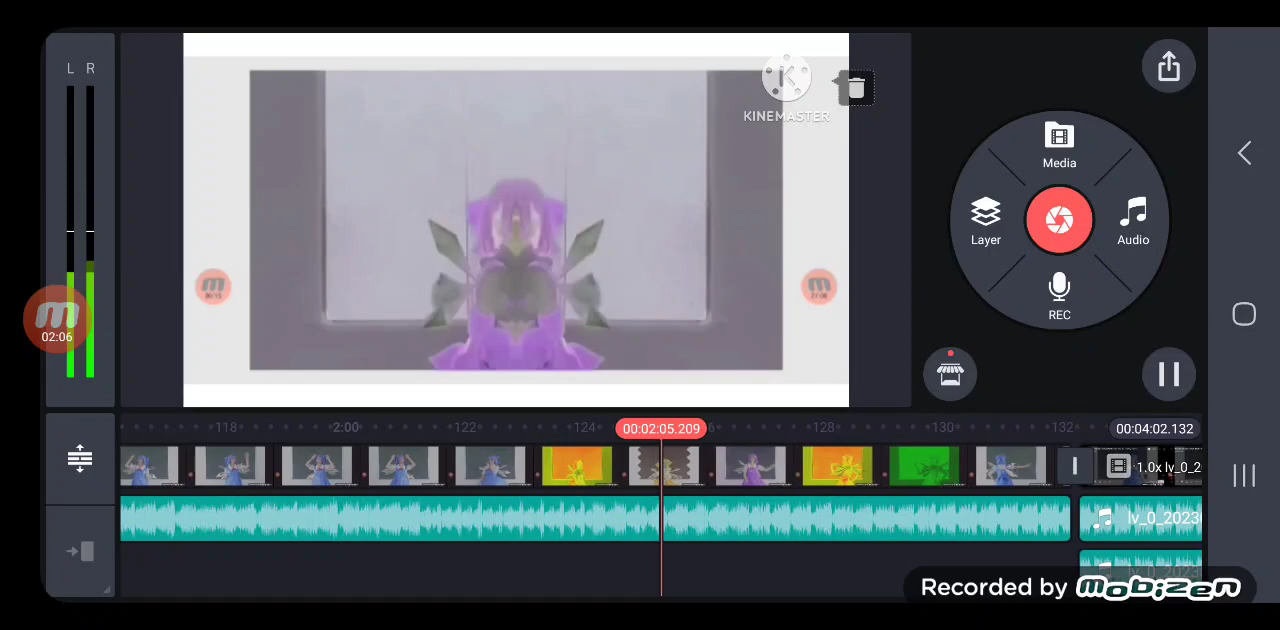 L R
KINEMASTER
Media
Layer
Audio
REC
02:06
118
2:00
122
124
00:02:05.209
128
130
132
00:04:02.132
1.0x lv_0_2
lv_0_2023
lv_0_2023
Recorded by mobizen